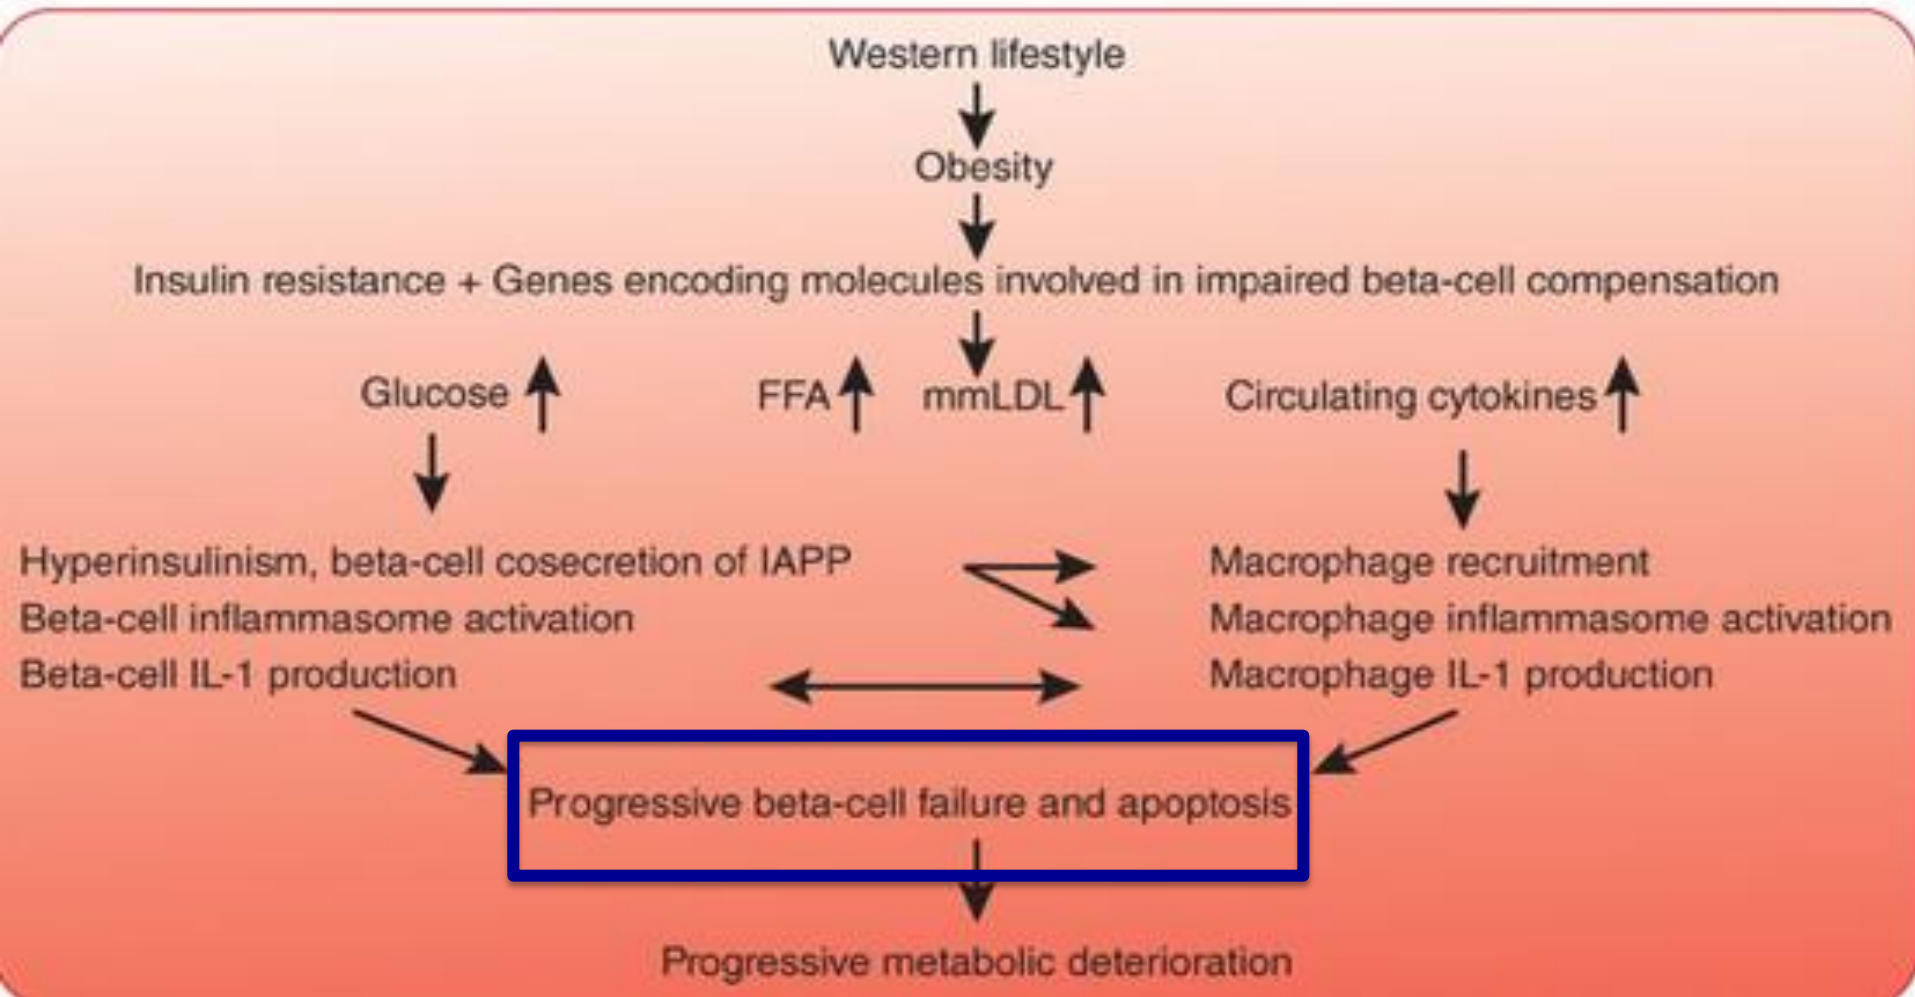 Western lifestyle
Obesity
Insulin resistance + Genes encoding molecules involved in impaired beta-cell compensation
Glucose FFA mmLDL Circulating cytokines
Hyperinsulinism, beta-cell cosecretion of IAPP
Beta-cell inflammasome activation
Beta-cell IL-1 production
Macrophage recruitment
Macrophage inflammasome activation
Macrophage IL-1 production
Progressive beta-cell failure and apoptosis
Progressive metabolic deterioration